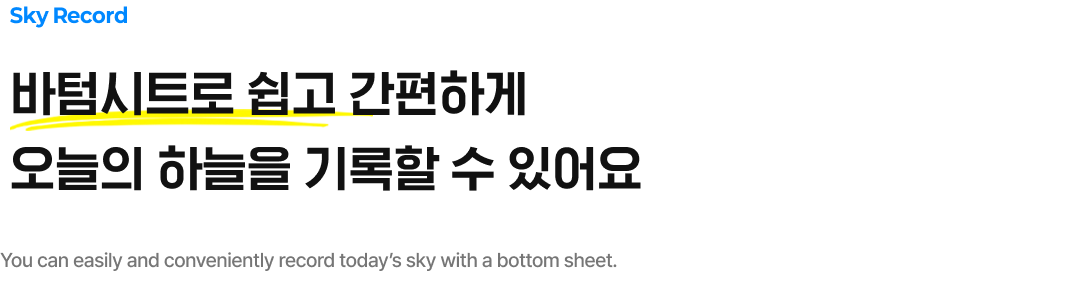 Sky Record
바텀시트로 쉽고 간편하게
오늘의 하늘을 기록할 수 있어요
You can easily and conveniently record today’s sky with a bottom sheet.